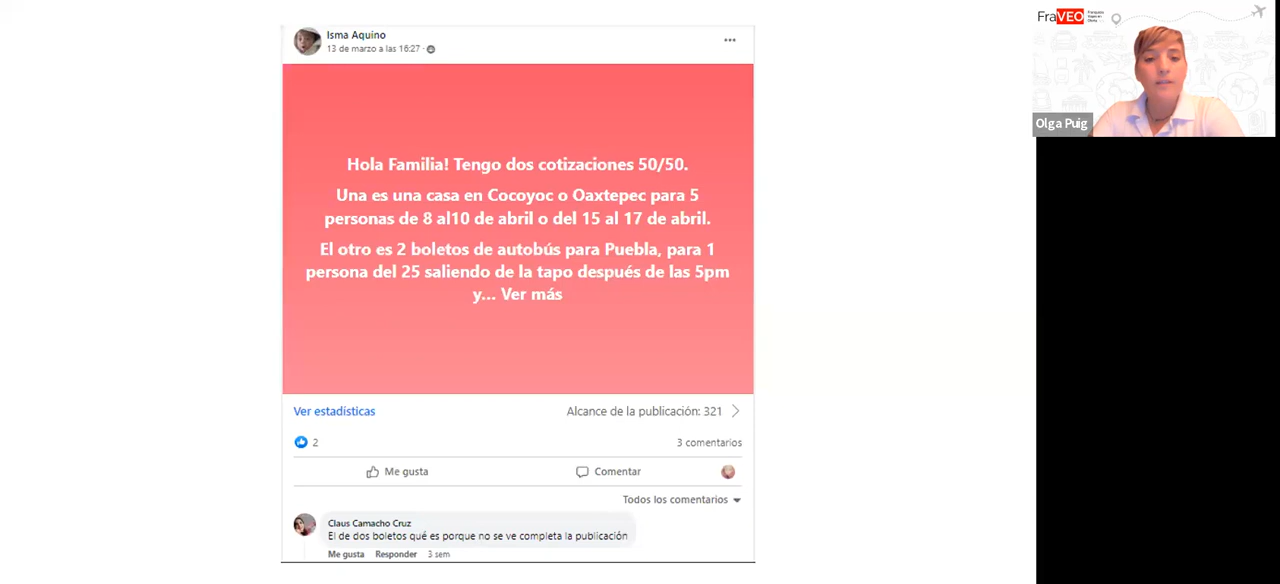 Isma Aquino
13 de marzo a las 16:27 ·
Hola Familia! Tengo dos cotizaciones 50/50.
Una es una casa en Cocoyoc o Oaxtepec para 5
personas de 8 al10 de abril o del 15 al 17 de abril.
El otro es 2 boletos de autobús para Puebla, para 1
persona del 25 saliendo de la tapo después de las 5pm
y... Ver más
Ver estadísticas
Alcance de la publicación: 321
2
3 comentarios
Me gusta
Comentar
Todos los comentarios
Claus Camacho Cruz
El de dos boletos qué es porque no se ve completa la publicación
Me gusta Responder 3 sem
FraVEO
Olga Puig